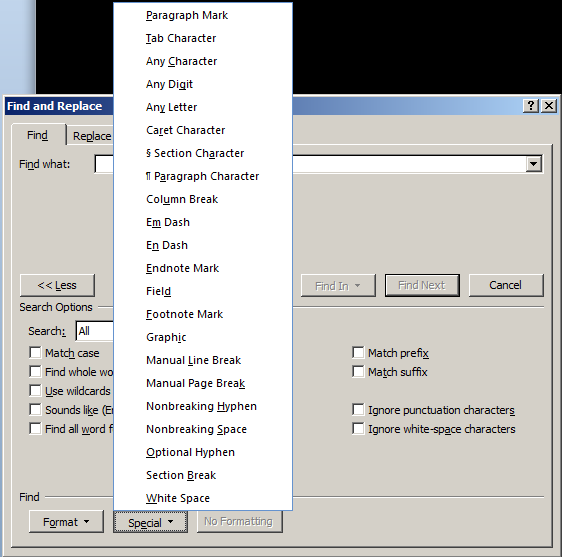 Paragraph Mark
Tab Character
Any Character
Any Digit
Any Letter
Caret Character
§ Section Character
¶ Paragraph Character
Column Break
Em Dash
En Dash
Endnote Mark
Field
Footnote Mark
Graphic
Manual Line Break
Manual Page Break
Nonbreaking Hyphen
Nonbreaking Space
Optional Hyphen
Section Break
White Space
Find and Replace
Find
Replace
Find what:
<< Less
Find In
Find Next
Cancel
Search Options
Search:
All
Match case
Find whole wo
Use wildcards
Sounds like (En
Find all word f
Match prefix
Match suffix
Ignore punctuation characters
Ignore white-space characters
Find
Format
Special
No Formatting